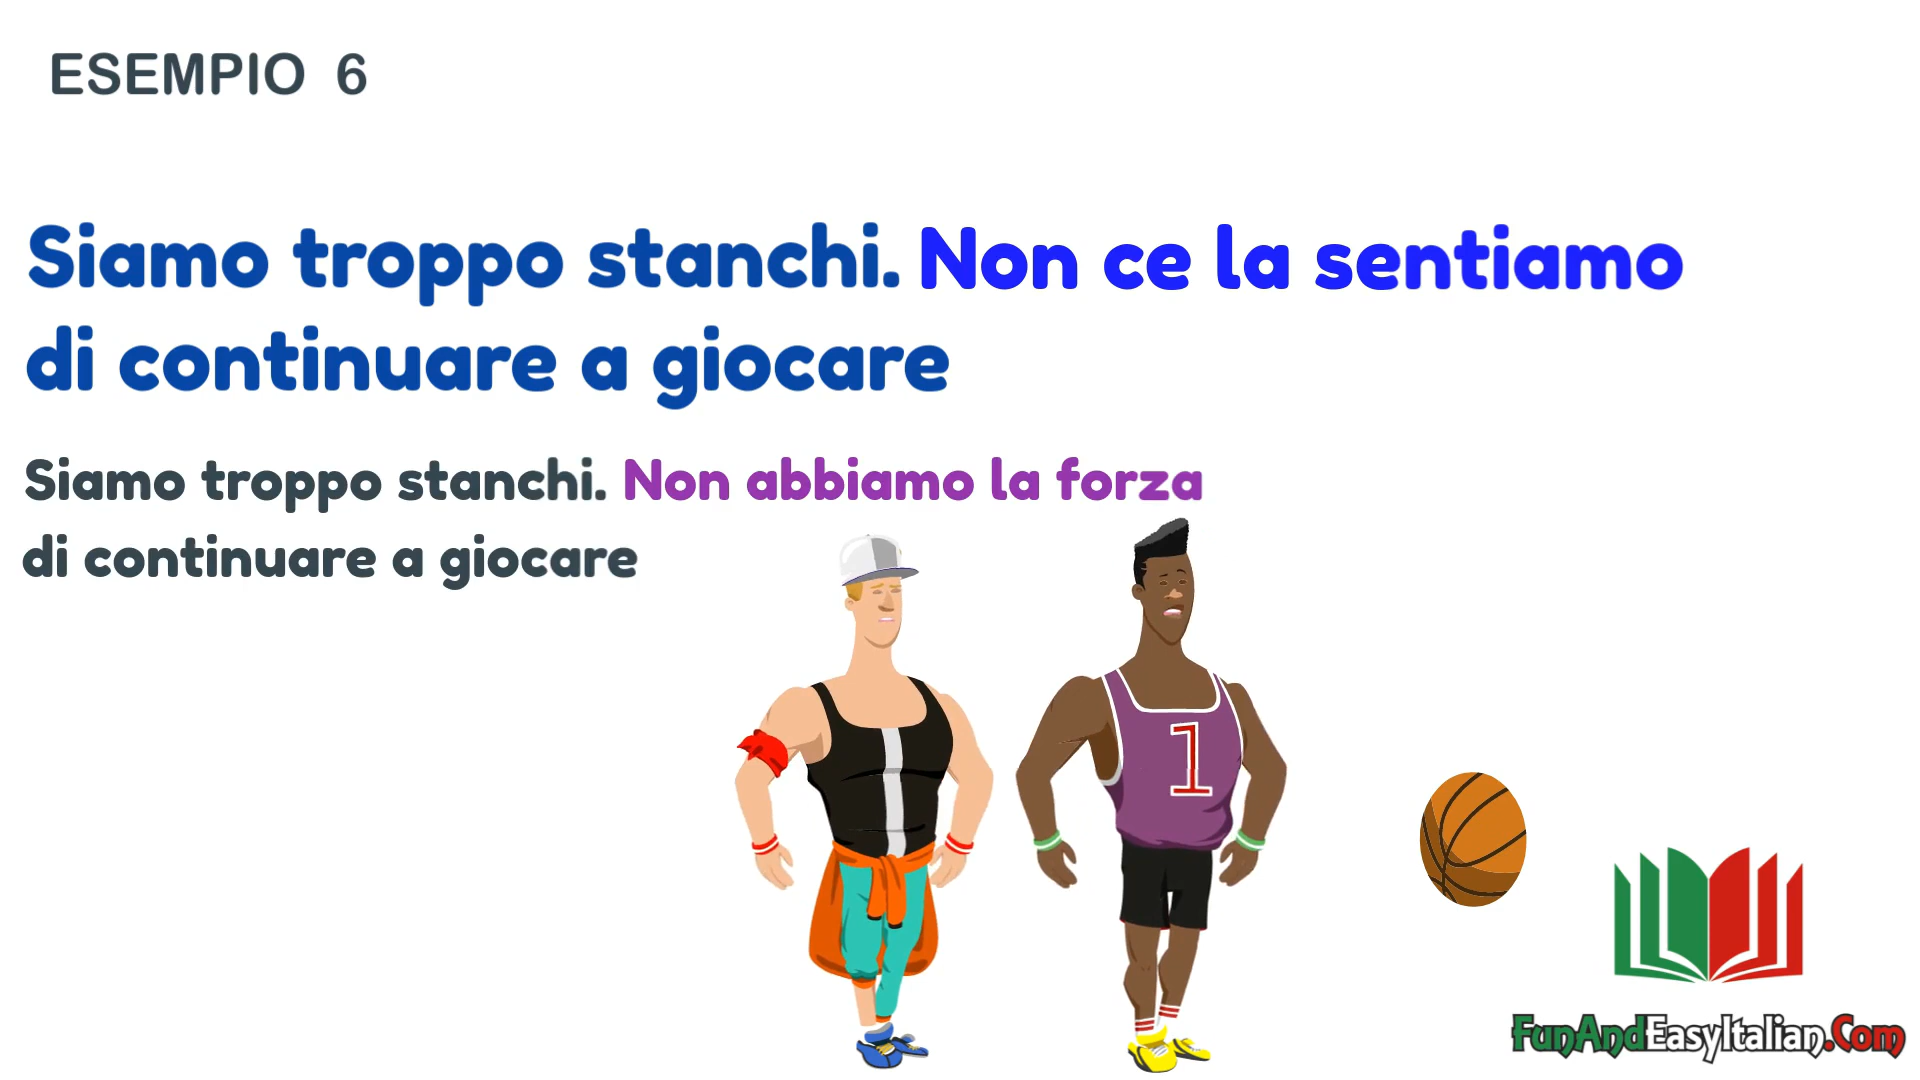 ESEMPIO 6
Siamo troppo stanchi. Non ce la sentiamo
di continuare a giocare
Siamo troppo stanchi. Non abbiamo la forza
di continuare a giocare
1
FunAndEasyItalian.Com